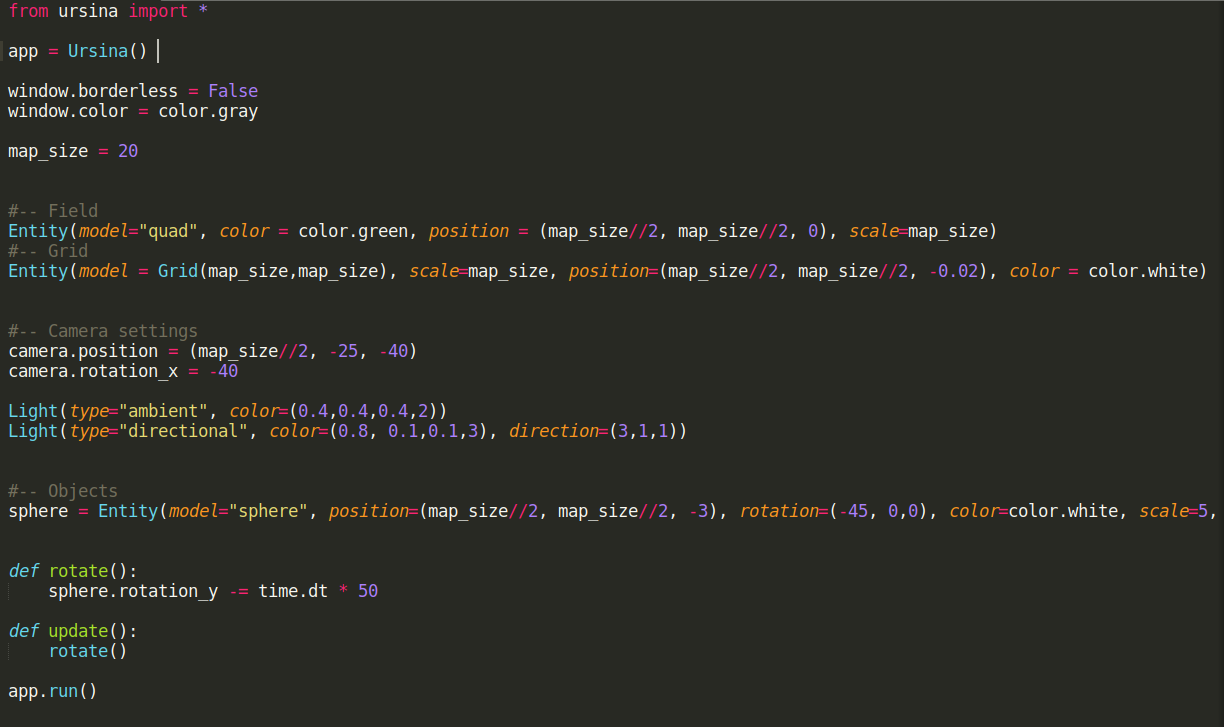 from ursina import *
app = Ursina()
window.borderless = False
window.color = color.gray
map_size = 20
#-- Field
Entity(model="quad", color = color.green, position = (map_size//2, map_size//2, 0), scale=map_size)
#-- Grid
Entity(model = Grid(map_size,map_size), scale=map_size, position=(map_size//2, map_size//2, -0.02), color = color.white)
#-- Camera settings
camera.position = (map_size//2, -25, -40)
camera.rotation_x = -40
Light(type="ambient", color=(0.4,0.4,0.4,2))
Light(type="directional", color=(0.8, 0.1,0.1,3), direction=(3,1,1))
#-- Objects
sphere = Entity(model="sphere", position=(map_size//2, map_size//2, -3), rotation=(-45, 0,0), color=color.white, scale=5,
def rotate():
    sphere.rotation_y -= time.dt * 50
def update():
    rotate()
app.run()